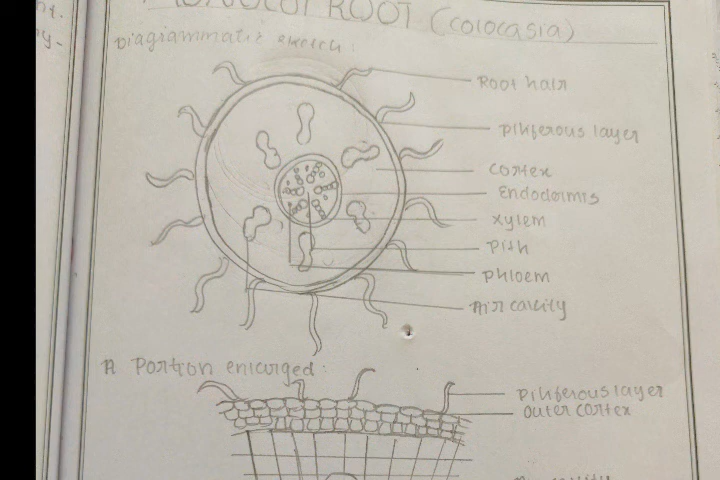 ROOT (colocasia)
Diagrammatic sketch:
Root hair
Piliferous layer
Cortex
Endodermis
Xylem
Pith
Phloem
Air cavity
A Portion enlarged:
Piliferous layer
outer cortex